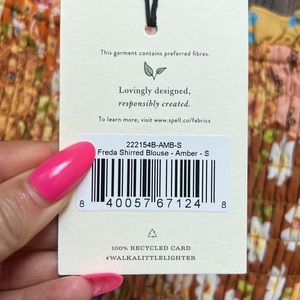 This garment contains preferred fibres.
Lovingly designed,
responsibly created.
To learn more, visit www.spell.co/fabrics
222154B-AMB-S
Freda Shirred Blouse - Amber - S
8 40057 67124 8
100% RECYCLED CARD
#WALKALITTLELIGHTER